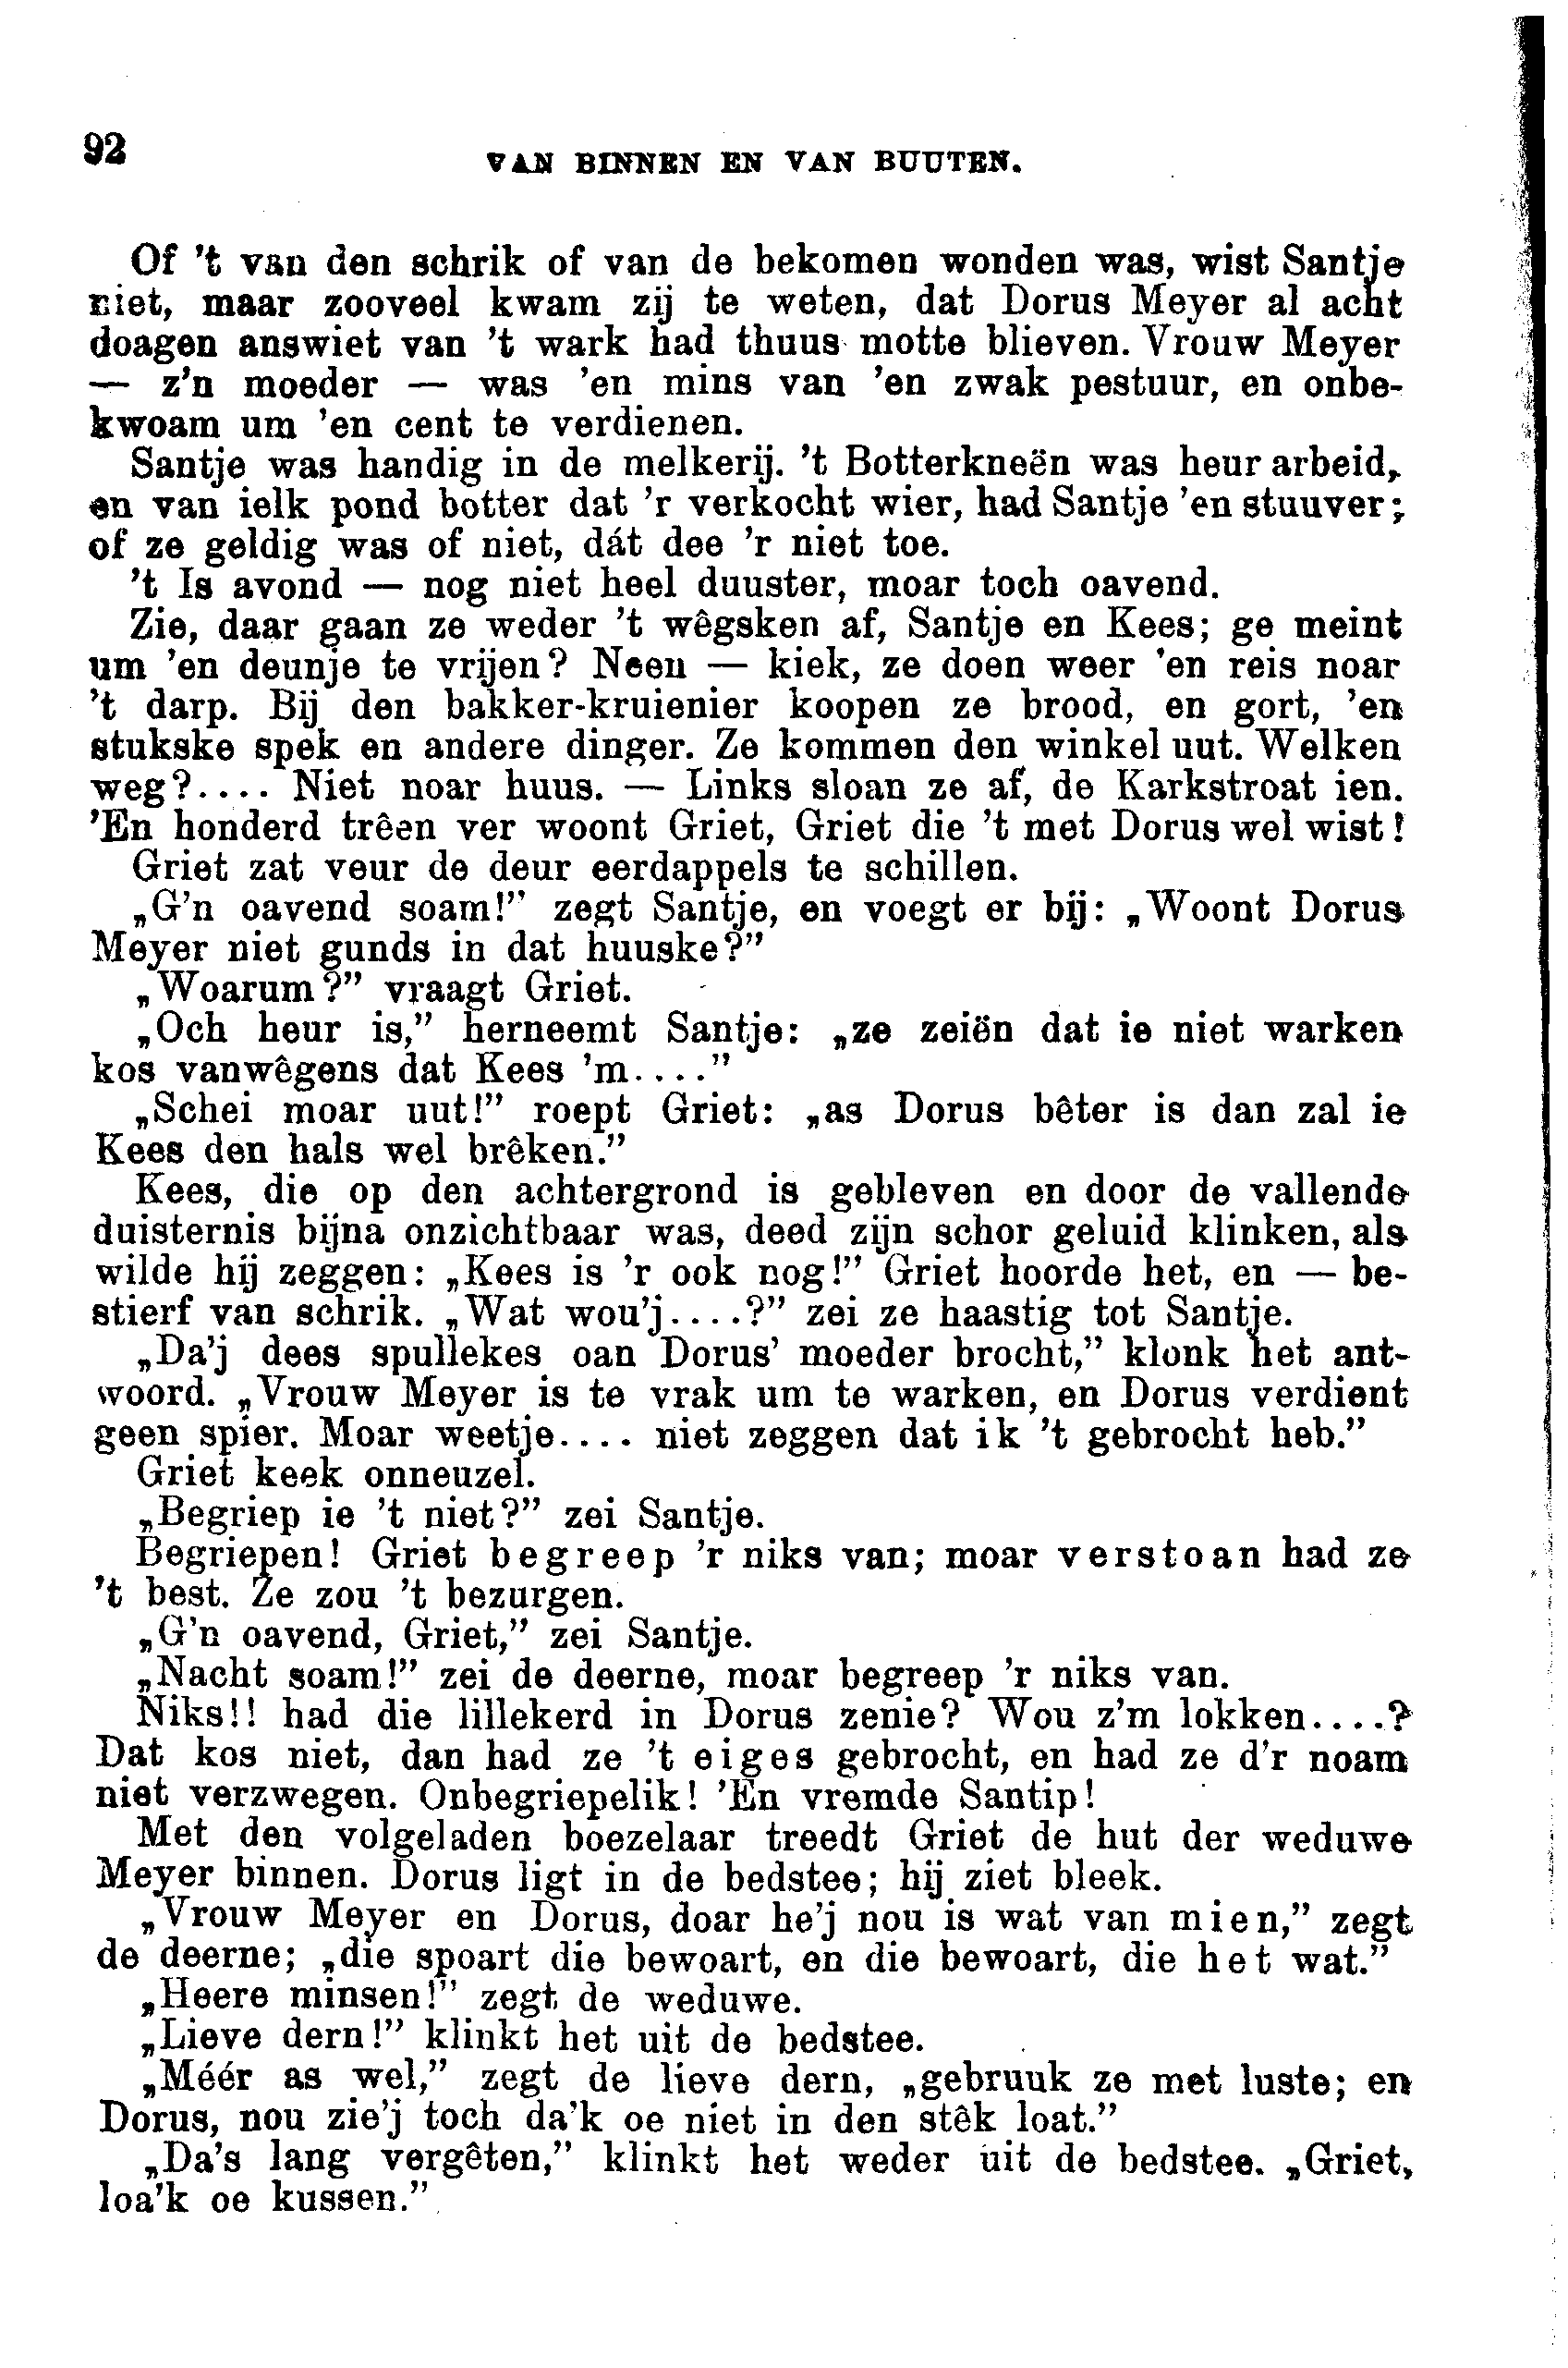 92
VAN BINNEN EN VAN BUUTEN.
Of 't van den schrik of van de bekomen wonden was, wist Santje
niet, maar zooveel kwam zij te weten, dat Dorus Meyer al acht
doagen answiet van 't wark had thuus motte blieven. Vrouw Meyer
— z'n moeder — was 'en mins van 'en zwak pestuur, en onbe-
kwoam um 'en cent te verdienen.
Santje was handig in de melkerij. 't Botterkneën was heur arbeid,
en van ielk pond botter dat 'r verkocht wier, had Santje 'en stuuver;
of ze geldig was of niet, dát dee 'r niet toe.
't Is avond — nog niet heel duuster, moar toch oavend.
Zie, daar gaan ze weder 't wêgsken af, Santje en Kees; ge meint
um 'en deunje te vrijen? Neen — kiek, ze doen weer 'en reis noar
't darp. Bij den bakker-kruienier koopen ze brood, en gort, 'en
stukske spek en andere dinger. Ze kommen den winkel uut. Welken
weg?.... Niet noar huus. — Links sloan ze af, de Karkstroat ien.
'En honderd trêen ver woont Griet, Griet die 't met Dorus wel wist!
Griet zat veur de deur eerdappels te schillen.
„G'n oavend soam!” zegt Santje, en voegt er bij: „Woont Dorus
Meyer niet gunds in dat huuske?”
„Woarum?” vraagt Griet.
„Och heur is,” herneemt Santje: „ze zeiën dat ie niet warken
kos vanwêgens dat Kees 'm....”
„Schei moar uut!” roept Griet: „as Dorus bêter is dan zal ie
Kees den hals wel brêken.”
Kees, die op den achtergrond is gebleven en door de vallende
duisternis bijna onzichtbaar was, deed zijn schor geluid klinken, als
wilde hij zeggen: „Kees is 'r ook nog!” Griet hoorde het, en — be-
stierf van schrik. „Wat wou'j....?” zei ze haastig tot Santje.
„Da'j dees spullekes oan Dorus' moeder brocht,” klonk het ant-
woord. „Vrouw Meyer is te vrak um te warken, en Dorus verdient
geen spier. Moar weetje.... niet zeggen dat ik 't gebrocht heb.”
Griet keek onneuzel.
„Begriep ie 't niet?” zei Santje.
Begriepen! Griet begreep 'r niks van; moar verstoan had ze
't best. Ze zou 't bezurgen.
„G'n oavend, Griet,” zei Santje.
„Nacht soam!” zei de deerne, moar begreep 'r niks van.
Niks!! had die lillekerd in Dorus zenie? Wou z'm lokken....?
Dat kos niet, dan had ze 't eiges gebrocht, en had ze d'r noam
niet verzwegen. Onbegriepelik! 'En vremde Santip!
Met den volgeladen boezelaar treedt Griet de hut der weduwe
Meyer binnen. Dorus ligt in de bedstee; hij ziet bleek.
„Vrouw Meyer en Dorus, doar he'j nou is wat van mien,” zegt
de deerne; „die spoart die bewoart, en die bewoart, die het wat.”
„Heere minsen!” zegt de weduwe.
„Lieve dern!” klinkt het uit de bedstee.
„Méér as wel,” zegt de lieve dern, „gebruuk ze met luste; en
Dorus, nou zie'j toch da'k oe niet in den stêk loat.”
„Da's lang vergêten,” klinkt het weder uit de bedstee. „Griet,
loa'k oe kussen.”